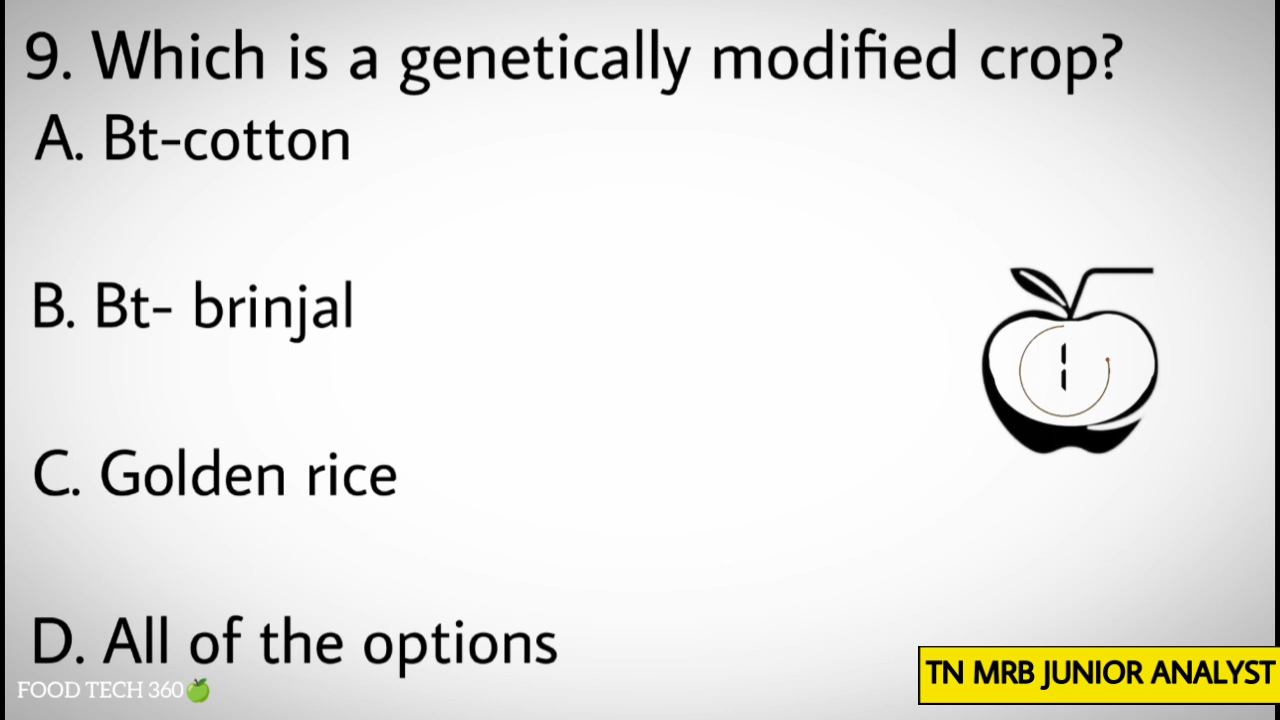 9. Which is a genetically modified crop?
A. Bt-cotton
B. Bt- brinjal
1
C. Golden rice
D. All of the options
TN MRB JUNIOR ANALYST
FOOD TECH 360🍏